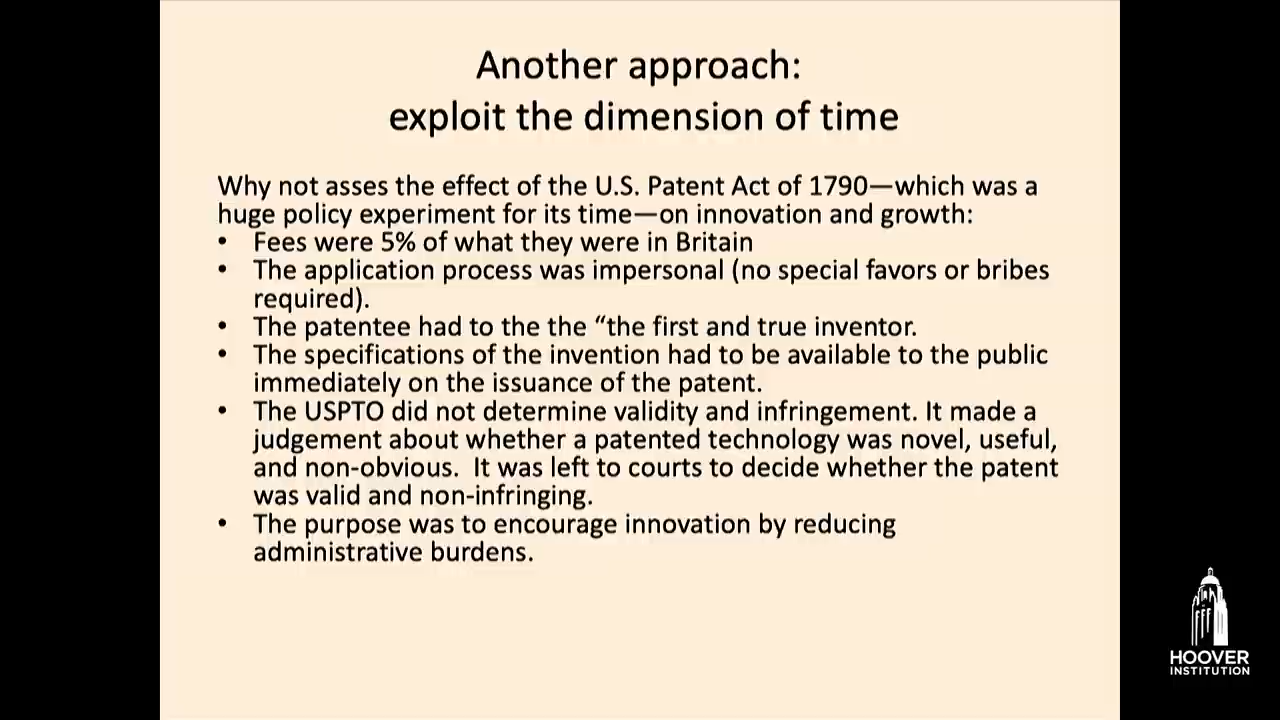 Another approach:
exploit the dimension of time
Why not asses the effect of the U.S. Patent Act of 1790—which was a
huge policy experiment for its time—on innovation and growth:
• Fees were 5% of what they were in Britain
• The application process was impersonal (no special favors or bribes
required).
• The patentee had to the the “the first and true inventor.
• The specifications of the invention had to be available to the public
immediately on the issuance of the patent.
• The USPTO did not determine validity and infringement. It made a
judgement about whether a patented technology was novel, useful,
and non-obvious.  It was left to courts to decide whether the patent
was valid and non-infringing.
• The purpose was to encourage innovation by reducing
administrative burdens.
HOOVER
INSTITUTION